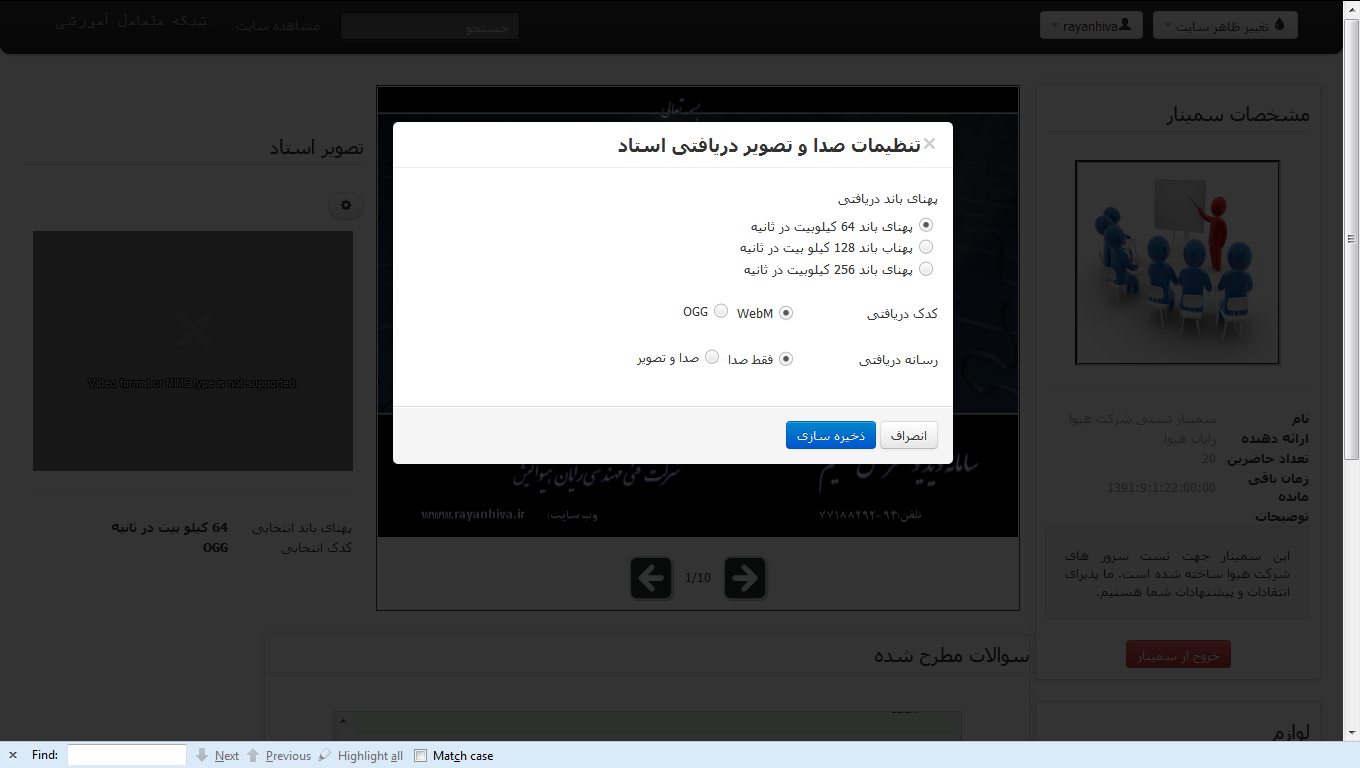 تغییر ظاهر سایت
rayanhiva
جستجو
مشاهده سایت
شبکه متعامل آموزشی
مشخصات سمینار
نام سمینار تستی شرکت هیوا
ارائه دهنده رایان هیوا
تعداد حاضرین 20
زمان باقی مانده 1391:9:1:22:00:00
توضیحات
این سمینار جهت تست سرور های
شرکت هیوا ساخته شده است. ما پذیرای
انتقادات و پیشنهادات شما هستیم.
خروج از سمینار
لوازم
بسمه تعالی
× تنظیمات صدا و تصویر دریافتی استاد
پهنای باند دریافتی
پهنای باند 64 کیلوبیت در ثانیه
پهناب باند 128 کیلو بیت در ثانیه
پهنای باند 256 کیلوبیت در ثانیه
کدک دریافتی WebM OGG
رسانه دریافتی فقط صدا صدا و تصویر
انصراف ذخیره سازی
شرکت فنی مهندسی رایان هیوا کیش
تلفن: ۹۴-۷۷۱۸۸۲۹۲
وب سایت: www.rayanhiva.ir
1/10
تصویر استاد
Video format or MIME type is not supported.
پهنای باند انتخابی 64 کیلو بیت در ثانیه
کدک انتخابی OGG
سوالات مطرح شده
× Find: Next Previous Highlight all Match case